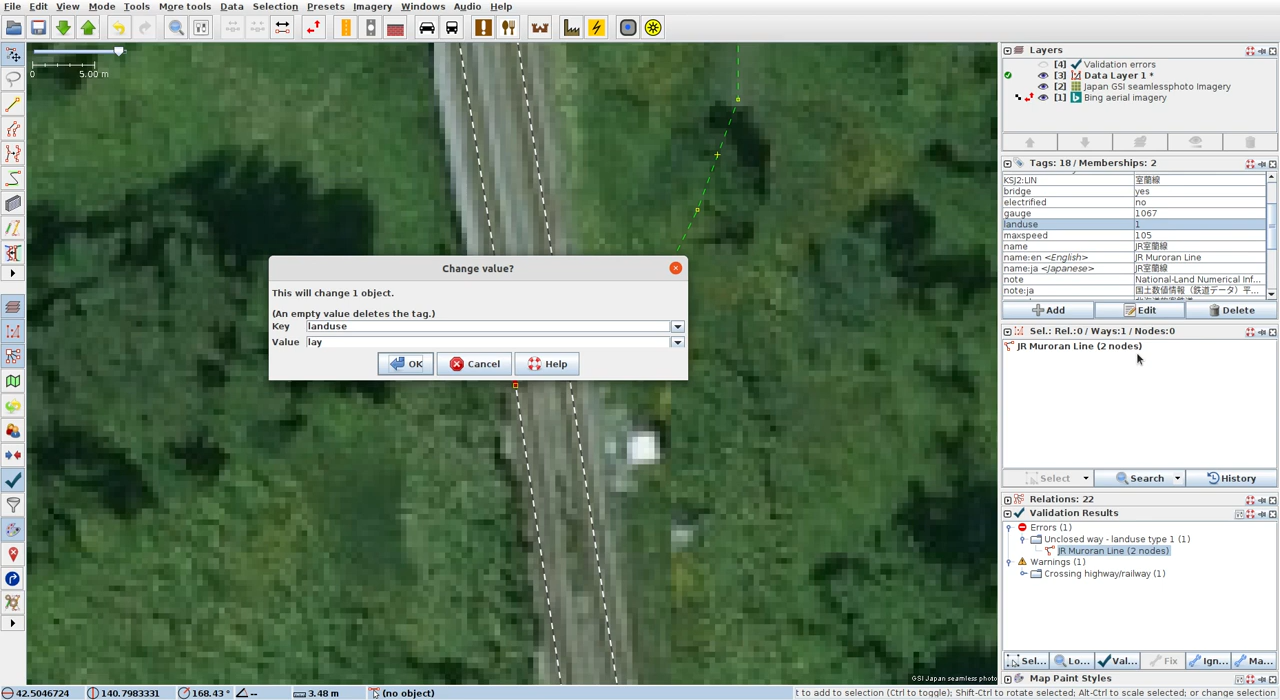 File Edit View Mode Tools More tools Data Selection Presets Imagery Windows Audio Help
0 5.00 m
Layers
[4] Validation errors
[3] Data Layer 1 *
[2] Japan GSI seamlessphoto Imagery
[1] Bing aerial imagery
Tags: 18 / Memberships: 2
KSJ2:LIN 室蘭線
bridge yes
electrified no
gauge 1067
landuse 1
maxspeed 105
name JR室蘭線
name:en <English> JR Muroran Line
name:ja <Japanese> JR室蘭線
note National-Land Numerical Inf...
note:ja 国土数値情報（鉄道データ）平...
Add Edit Delete
Sel.: Rel.:0 / Ways:1 / Nodes:0
JR Muroran Line (2 nodes)
Select Search History
Relations: 22
Validation Results
Errors (1)
Unclosed way - landuse type 1 (1)
JR Muroran Line (2 nodes)
Warnings (1)
Crossing highway/railway (1)
Sel... Lo... Val... Fix Ign... Ma...
Map Paint Styles
Change value?
This will change 1 object.
(An empty value deletes the tag.)
Key landuse
Value lay
OK Cancel Help
GSI Japan seamless photo
42.5046724 140.7983331 168.43 ° -- 3.48 m (no object) t to add to selection (Ctrl to toggle); Shift-Ctrl to rotate selected; Alt-Ctrl to scale selected; or change selection